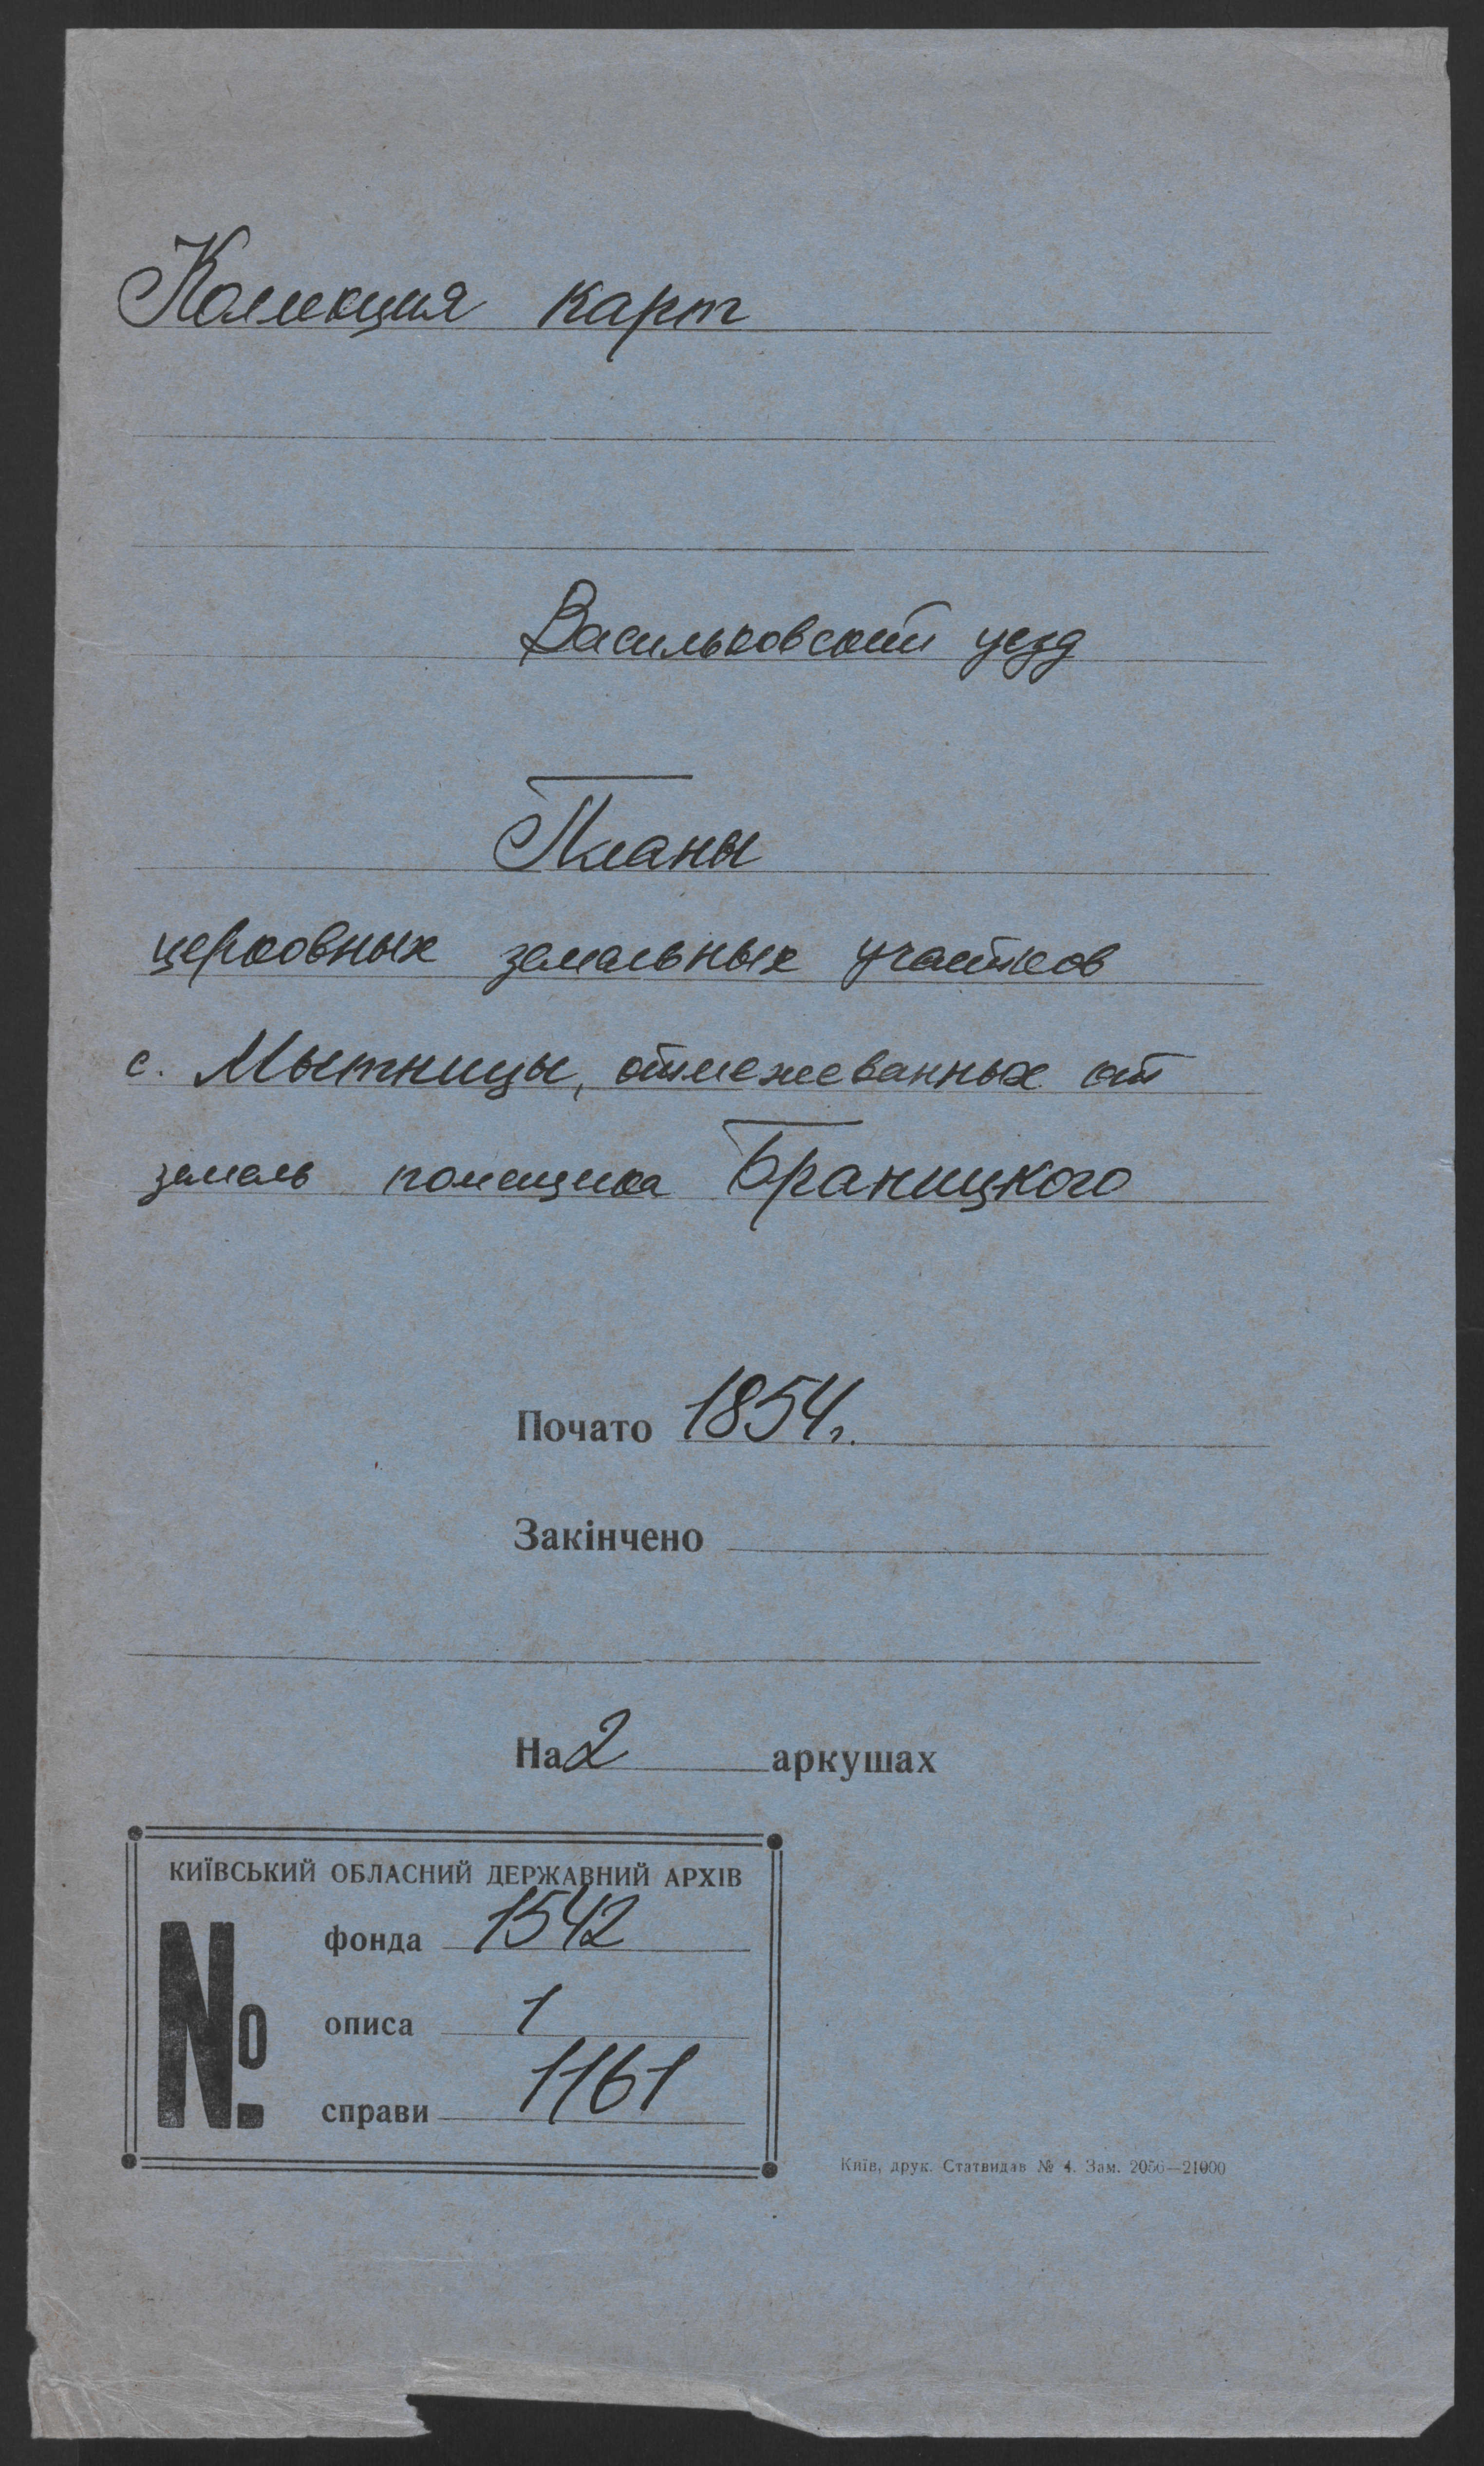 Коллекция карт
Васильковский уезд
Планы
церковных земельных участков
с. Мытницы, отмежеванных от
земель помещика Браницкого
Почато 1854г.
Закінчено
На 2 аркушах
КИЇВСЬКИЙ ОБЛАСНИЙ ДЕРЖАВНИЙ АРХІВ
№
фонда 1542
описа 1
справи 1161
Київ, друк. Статвидав № 4. Зам. 2056—21000